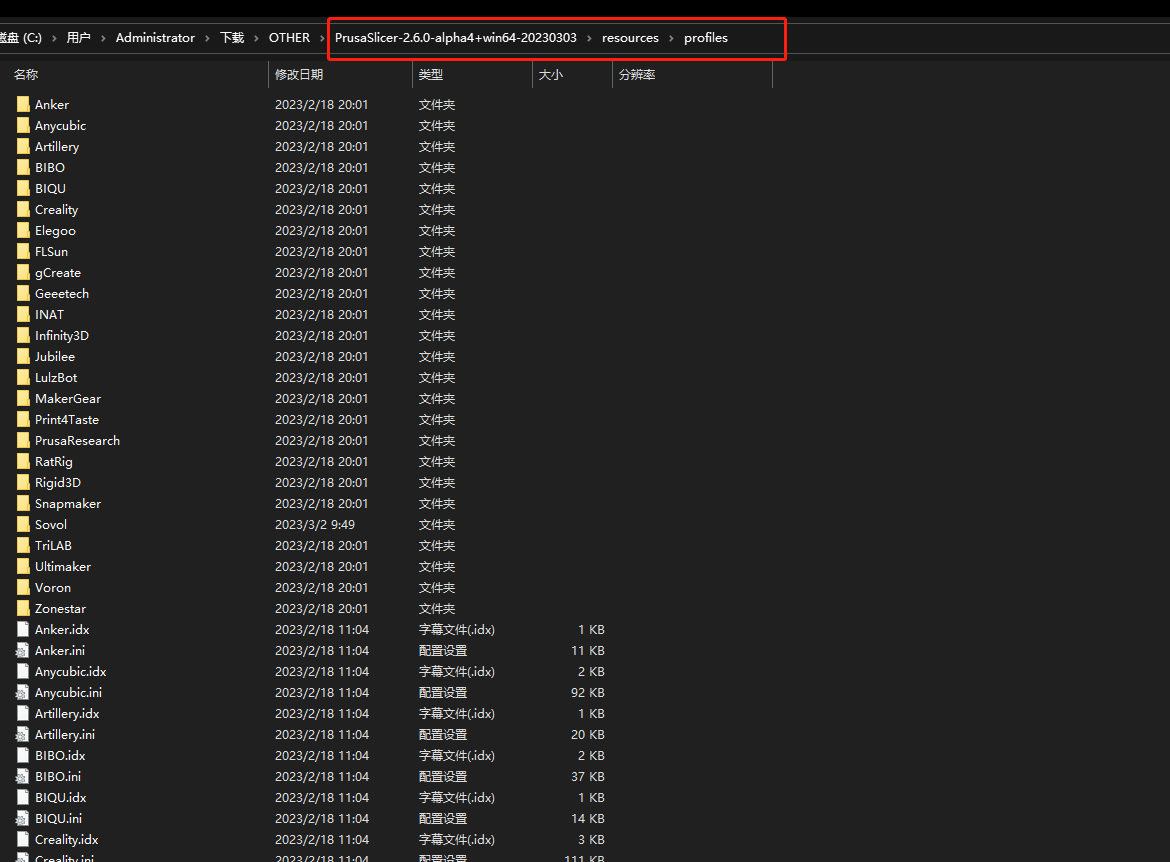 磁盘 (C:) › 用户 › Administrator › 下载 › OTHER › PrusaSlicer-2.6.0-alpha4+win64-20230303 › resources › profiles
名称 修改日期 类型 大小 分辨率
Anker 2023/2/18 20:01 文件夹
Anycubic 2023/2/18 20:01 文件夹
Artillery 2023/2/18 20:01 文件夹
BIBO 2023/2/18 20:01 文件夹
BIQU 2023/2/18 20:01 文件夹
Creality 2023/2/18 20:01 文件夹
Elegoo 2023/2/18 20:01 文件夹
FLSun 2023/2/18 20:01 文件夹
gCreate 2023/2/18 20:01 文件夹
Geeetech 2023/2/18 20:01 文件夹
INAT 2023/2/18 20:01 文件夹
Infinity3D 2023/2/18 20:01 文件夹
Jubilee 2023/2/18 20:01 文件夹
LulzBot 2023/2/18 20:01 文件夹
MakerGear 2023/2/18 20:01 文件夹
Print4Taste 2023/2/18 20:01 文件夹
PrusaResearch 2023/2/18 20:01 文件夹
RatRig 2023/2/18 20:01 文件夹
Rigid3D 2023/2/18 20:01 文件夹
Snapmaker 2023/2/18 20:01 文件夹
Sovol 2023/3/2 9:49 文件夹
TriLAB 2023/2/18 20:01 文件夹
Ultimaker 2023/2/18 20:01 文件夹
Voron 2023/2/18 20:01 文件夹
Zonestar 2023/2/18 20:01 文件夹
Anker.idx 2023/2/18 11:04 字幕文件(.idx) 1 KB
Anker.ini 2023/2/18 11:04 配置设置 11 KB
Anycubic.idx 2023/2/18 11:04 字幕文件(.idx) 2 KB
Anycubic.ini 2023/2/18 11:04 配置设置 92 KB
Artillery.idx 2023/2/18 11:04 字幕文件(.idx) 1 KB
Artillery.ini 2023/2/18 11:04 配置设置 20 KB
BIBO.idx 2023/2/18 11:04 字幕文件(.idx) 2 KB
BIBO.ini 2023/2/18 11:04 配置设置 37 KB
BIQU.idx 2023/2/18 11:04 字幕文件(.idx) 1 KB
BIQU.ini 2023/2/18 11:04 配置设置 14 KB
Creality.idx 2023/2/18 11:04 字幕文件(.idx) 3 KB
Creality.ini 2023/2/18 11:04 配置设置 111 KB